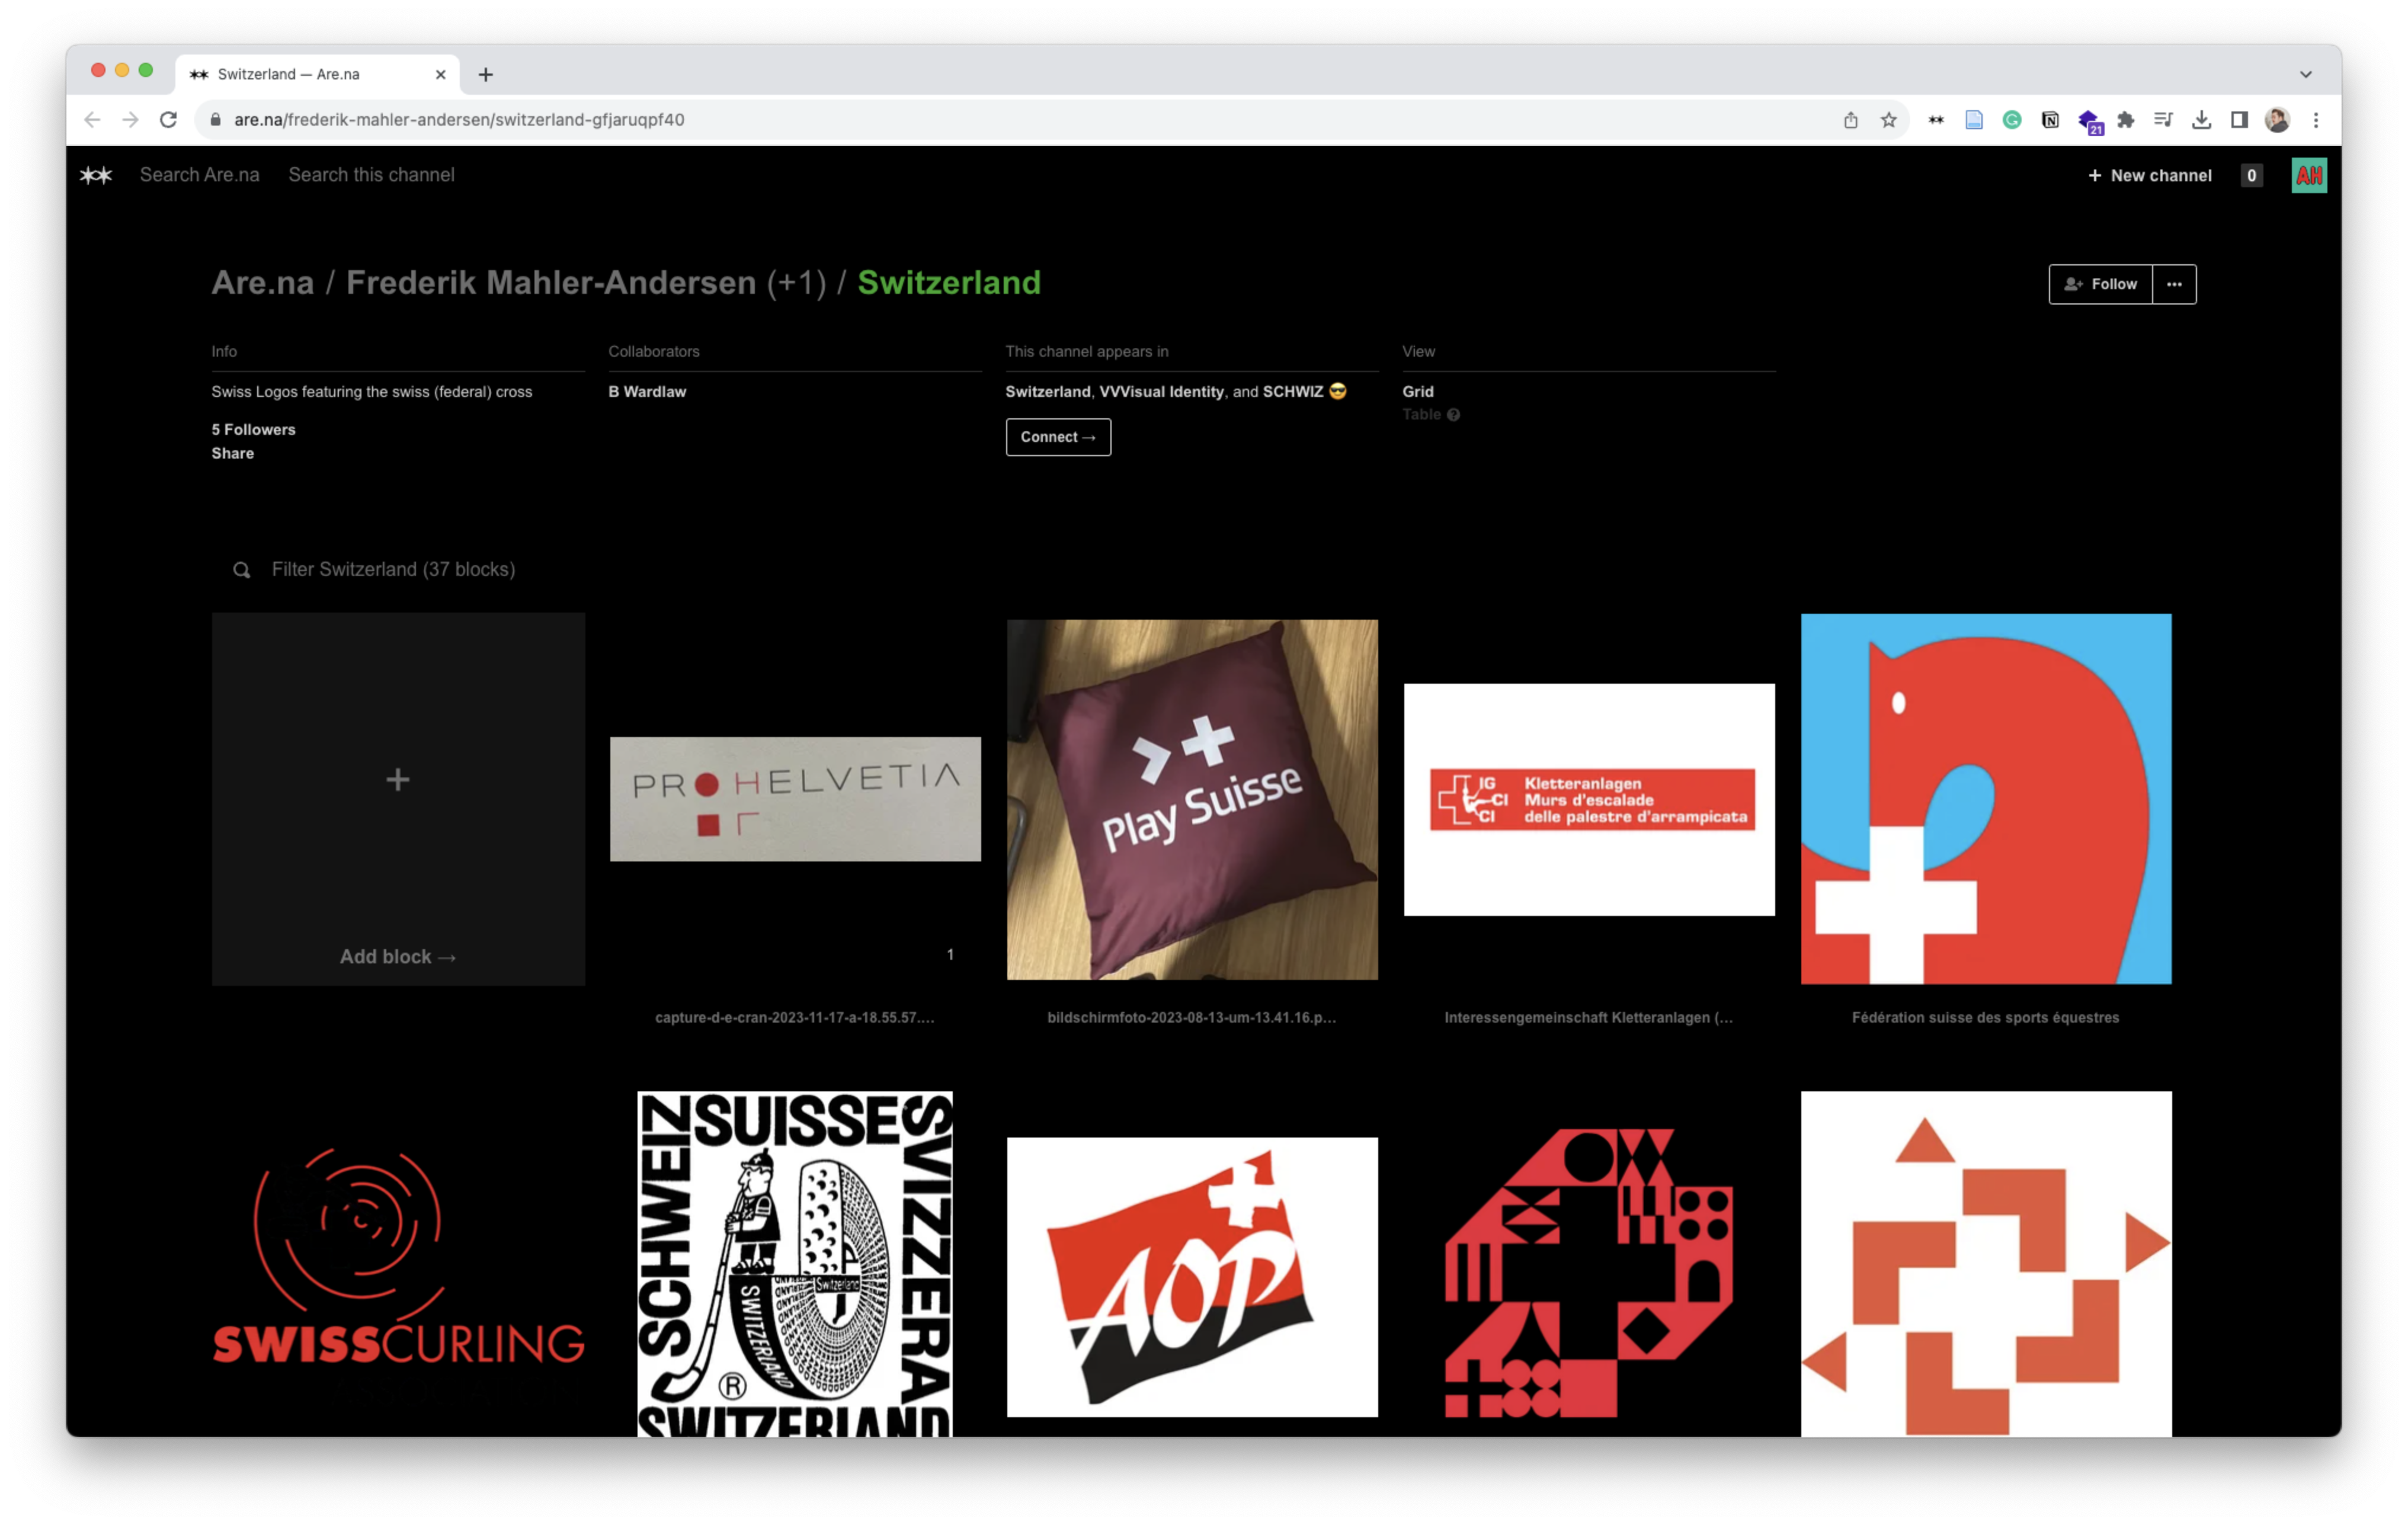 Switzerland — Are.na
are.na/frederik-mahler-andersen/switzerland-gfjaruqpf40
21
Search Are.na
Search this channel
+ New channel
0
AH
Are.na / Frederik Mahler-Andersen (+1) / Switzerland
Follow
Info
Swiss Logos featuring the swiss (federal) cross
5 Followers
Share
Collaborators
B Wardlaw
This channel appears in
Switzerland, VVVisual Identity, and SCHWIZ 😎
Connect →
View
Grid
Table
Filter Switzerland (37 blocks)
Add block →
PRO HELVETIA
1
capture-d-e-cran-2023-11-17-a-18.55.57....
Play Suisse
bildschirmfoto-2023-08-13-um-13.41.16.p...
IG
CI
CI
Kletteranlagen
Murs d'escalade
delle palestre d'arrampicata
Interessengemeinschaft Kletteranlagen (...
Fédération suisse des sports équestres
SWISSCURLING
SCHWEIZ
SUISSE
SVIZZERA
Switzerland
SWITZERLAND
®
SWITZERLAND
AOP